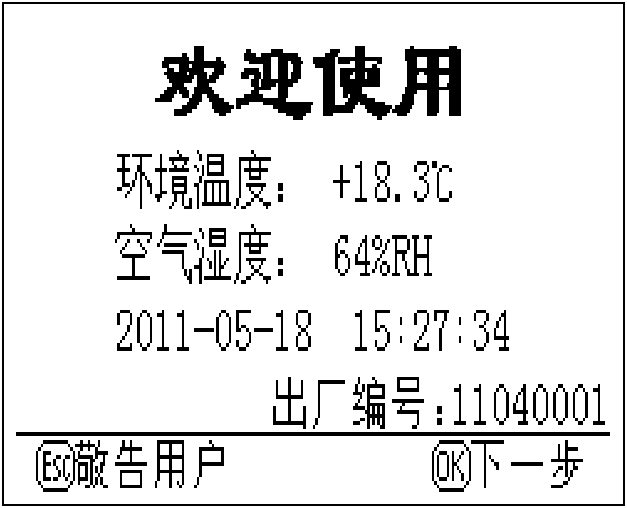 欢迎使用
环境温度： +18.3℃
空气湿度： 64%RH
2011-05-18 15:27:34
出厂编号:11040001
Esc敬告用户 OK下一步